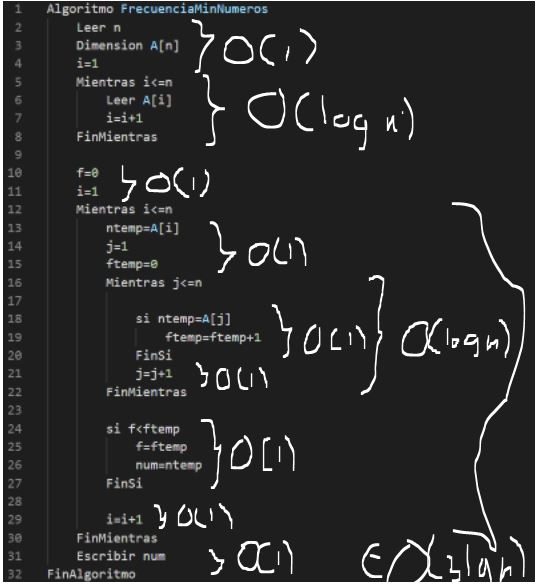 1 Algoritmo FrecuenciaMinNumeros
2 Leer n
3 Dimension A[n]
4 i=1
O(1)
5 Mientras i<=n
6 Leer A[i]
7 i=i+1
8 FinMientras
O(log n)
9
10 f=0
11 i=1
O(1)
12 Mientras i<=n
13 ntemp=A[i]
14 j=1
15 ftemp=0
O(1)
16 Mientras j<=n
17
18 si ntemp=A[j]
19 ftemp=ftemp+1
20 FinSi
O(1)
21 j=j+1 O(1)
22 FinMientras
O(log n)
23
24 si f<ftemp
25 f=ftemp
26 num=ntemp
27 FinSi
O(1)
28
29 i=i+1 O(1)
30 FinMientras
31 Escribir num O(1)
32 FinAlgoritmo